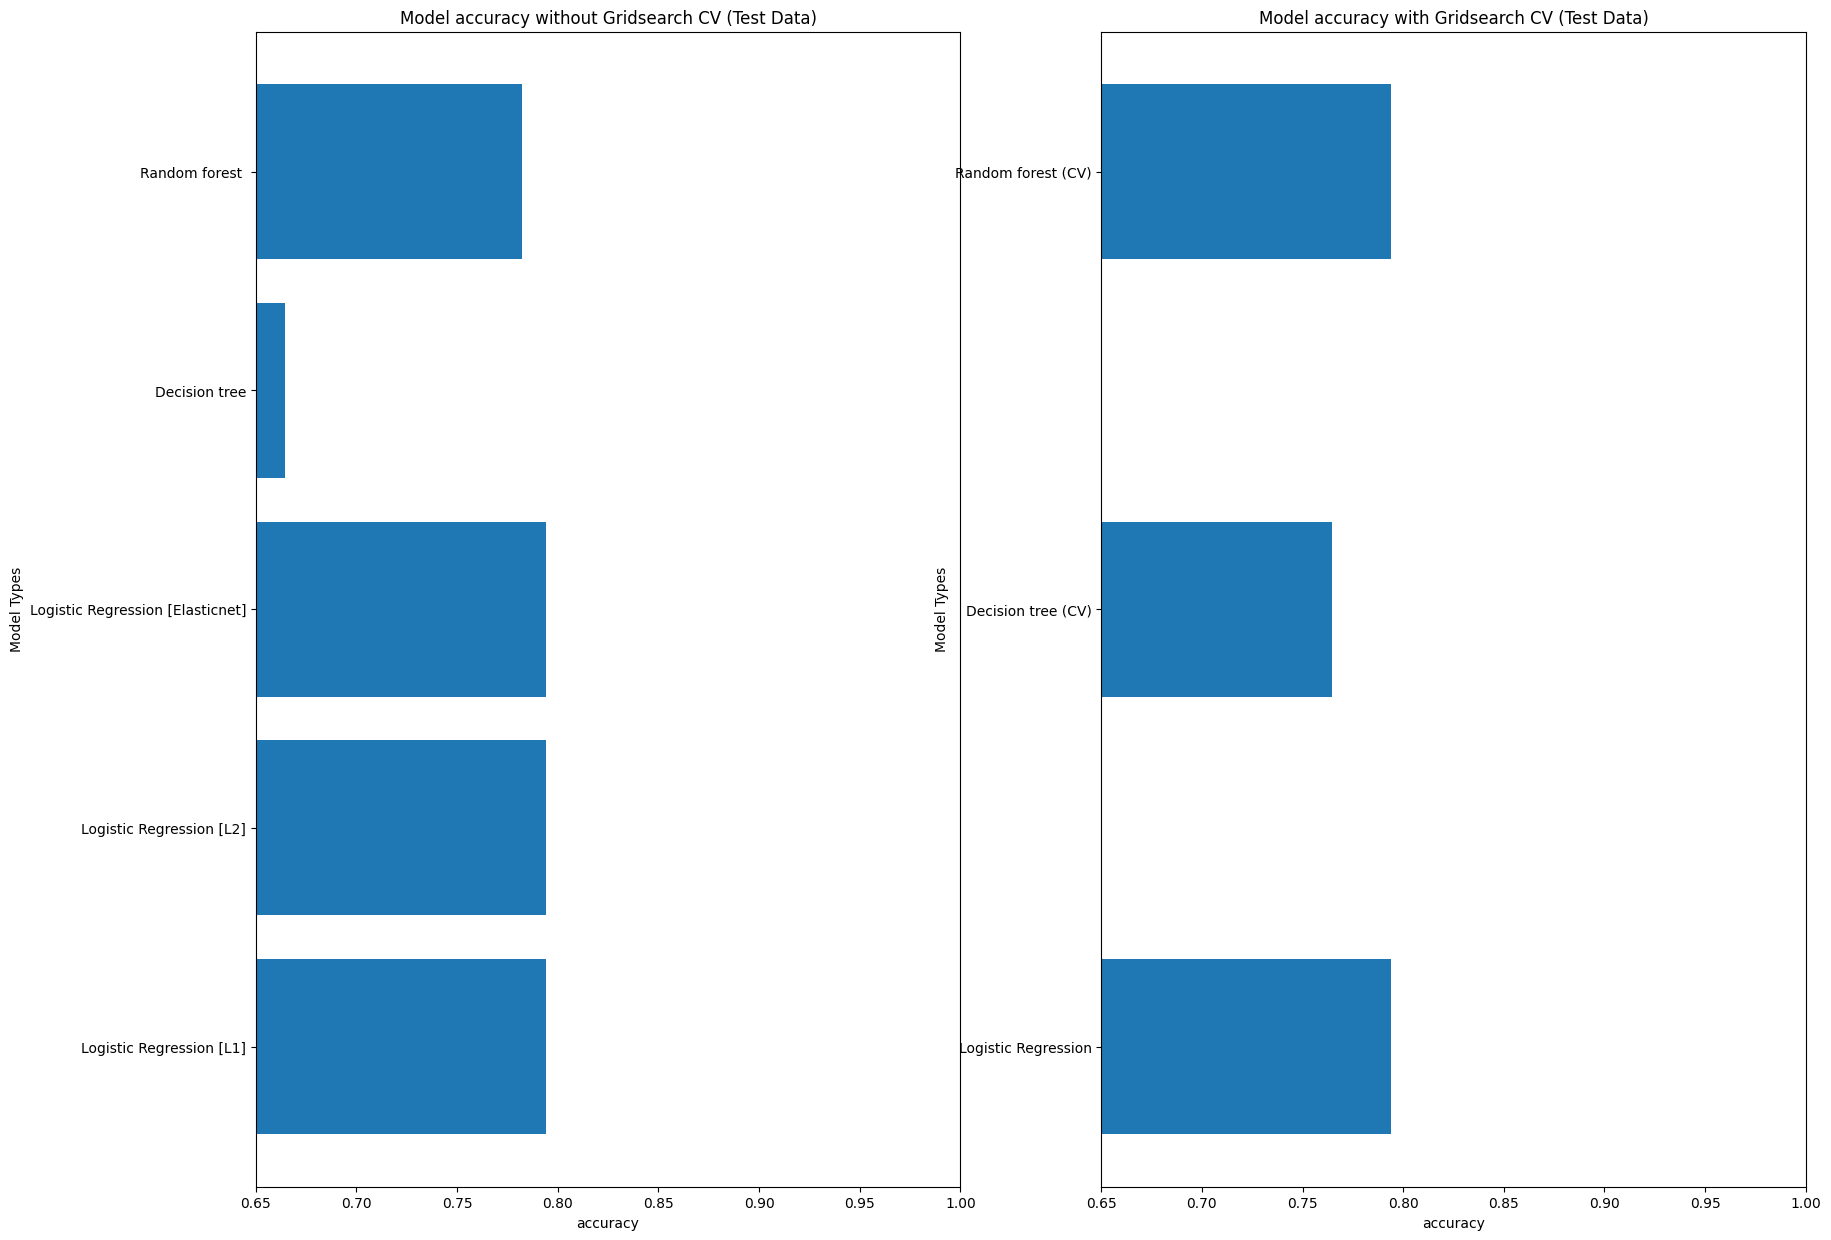 Model accuracy without Gridsearch CV (Test Data)
Model Types
Random forest
Decision tree
Logistic Regression [Elasticnet]
Logistic Regression [L2]
Logistic Regression [L1]
0.65 0.70 0.75 0.80 0.85 0.90 0.95 1.00
accuracy
Model accuracy with Gridsearch CV (Test Data)
Model Types
Random forest (CV)
Decision tree (CV)
Logistic Regression
0.65 0.70 0.75 0.80 0.85 0.90 0.95 1.00
accuracy